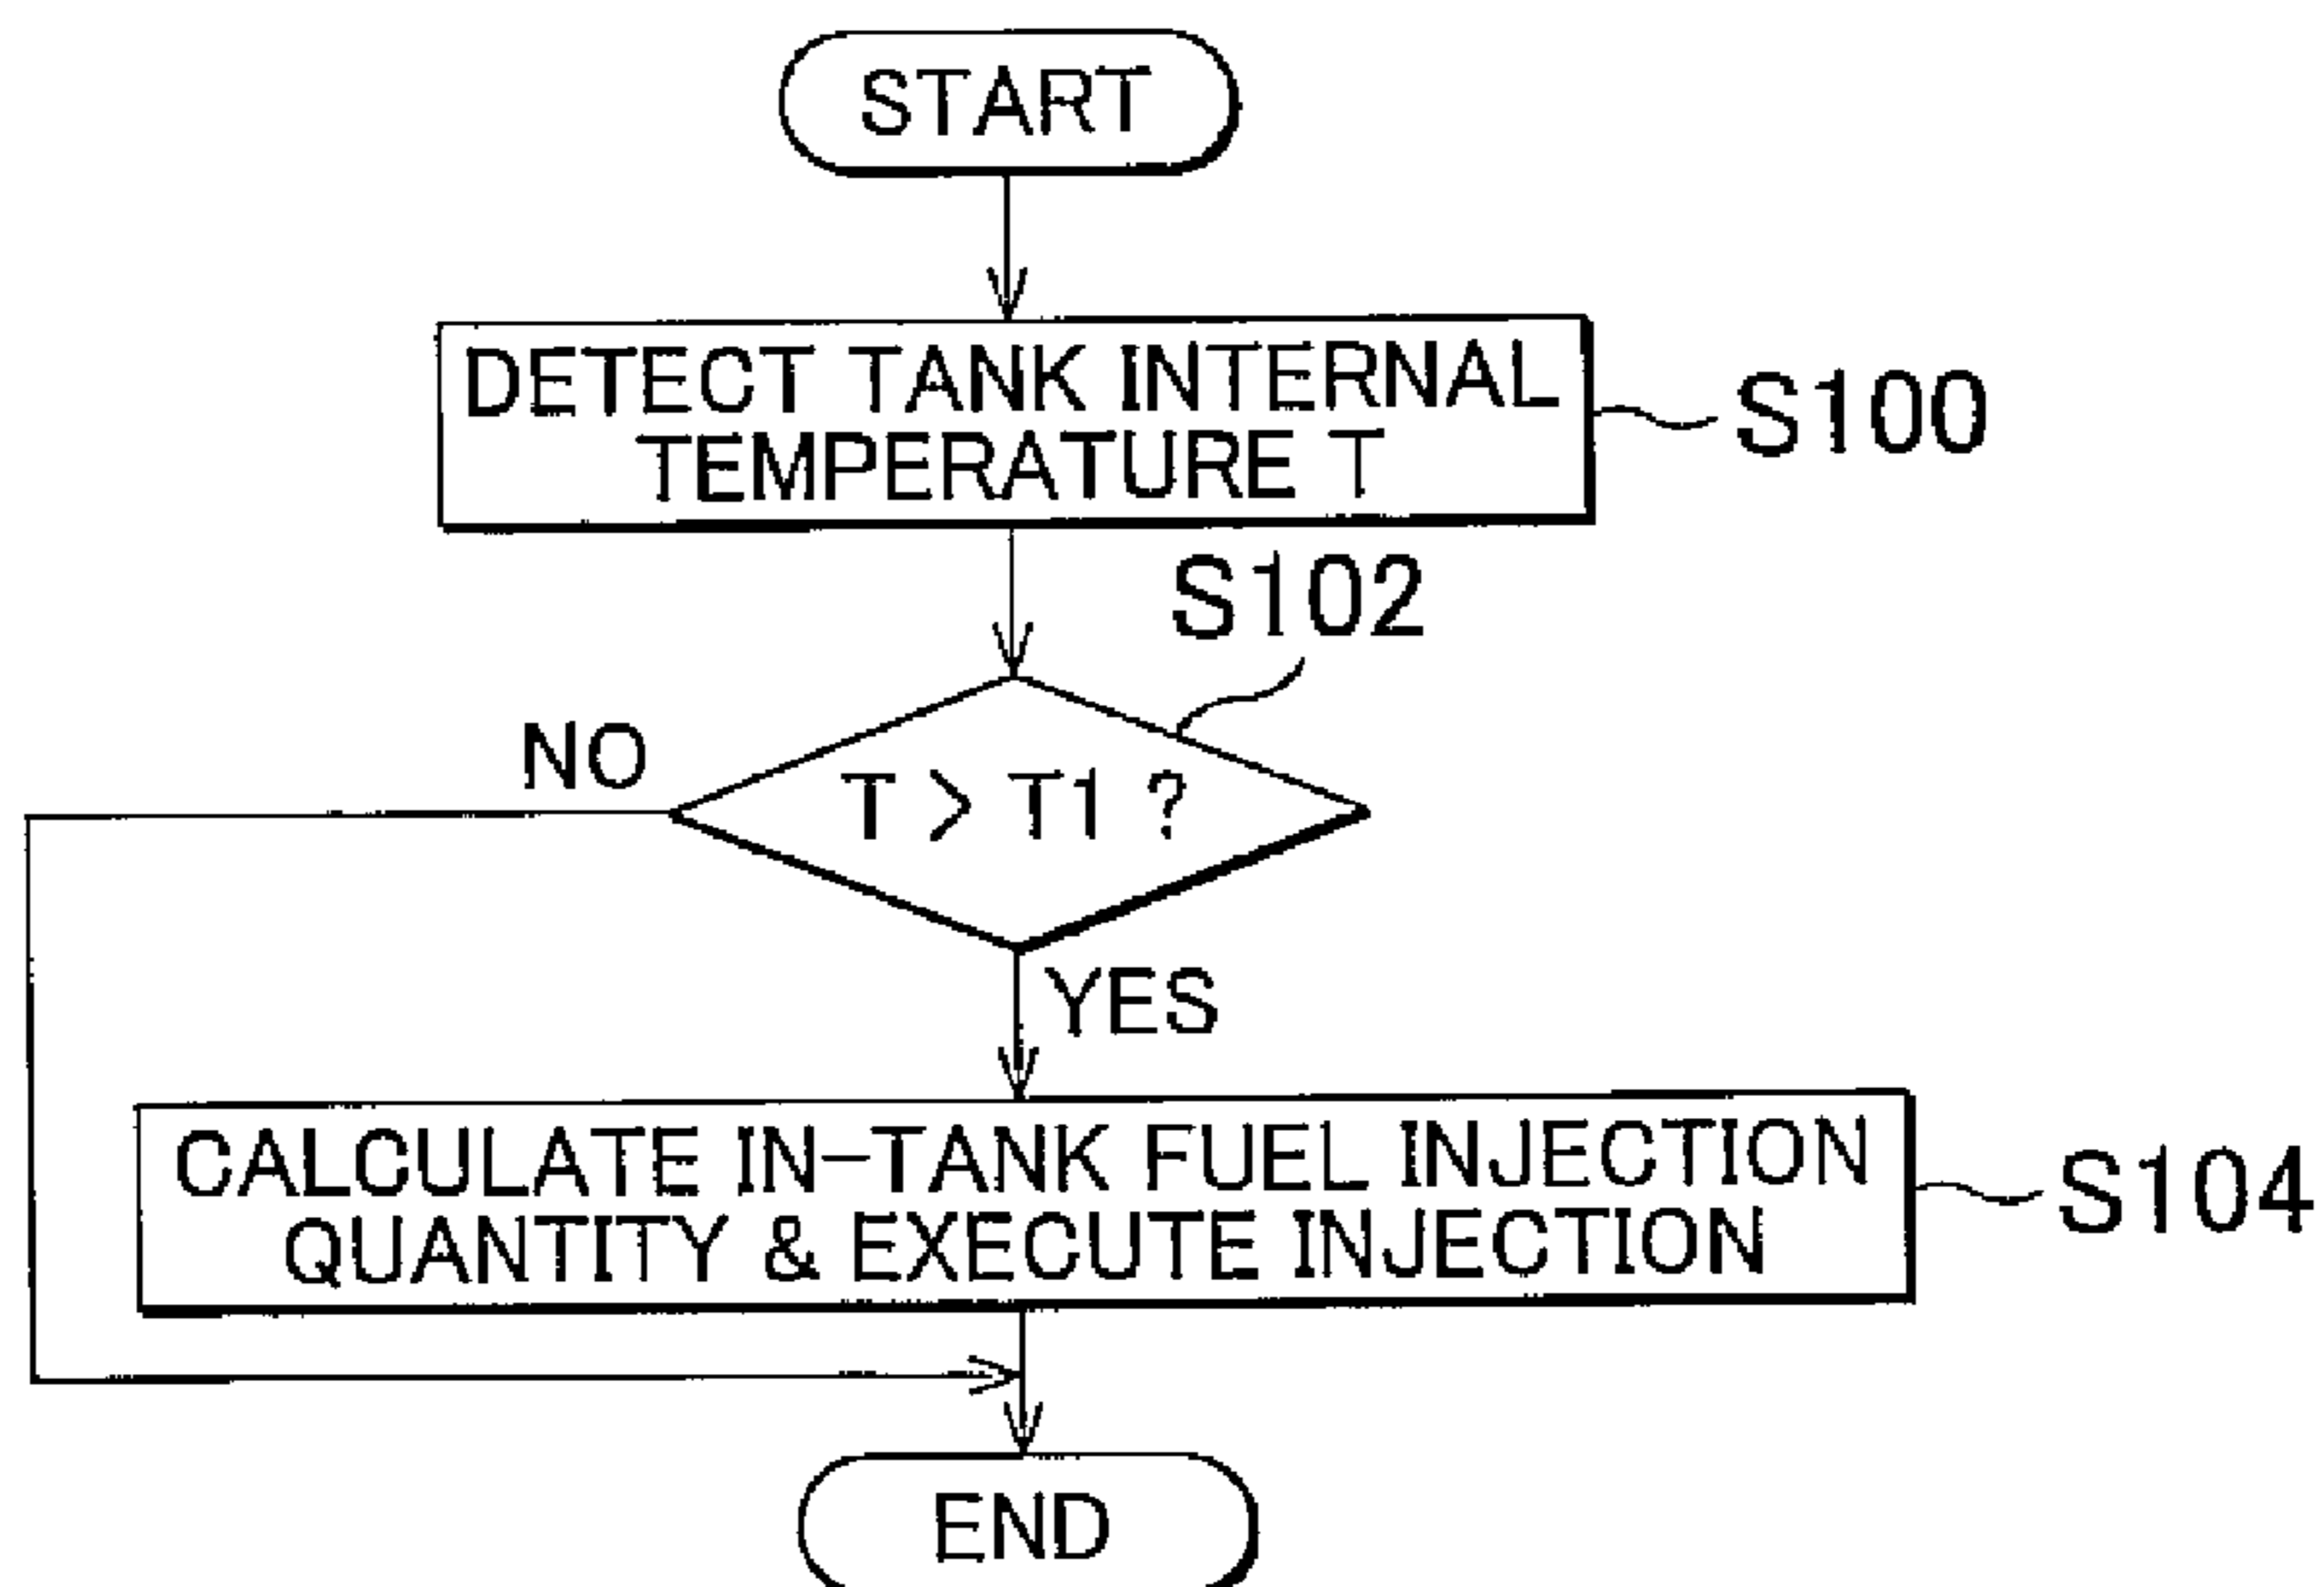 START
DETECT TANK INTERNAL
TEMPERATURE T
S100
S102
NO
T > T1 ?
YES
CALCULATE IN-TANK FUEL INJECTION
QUANTITY & EXECUTE INJECTION
S104
END